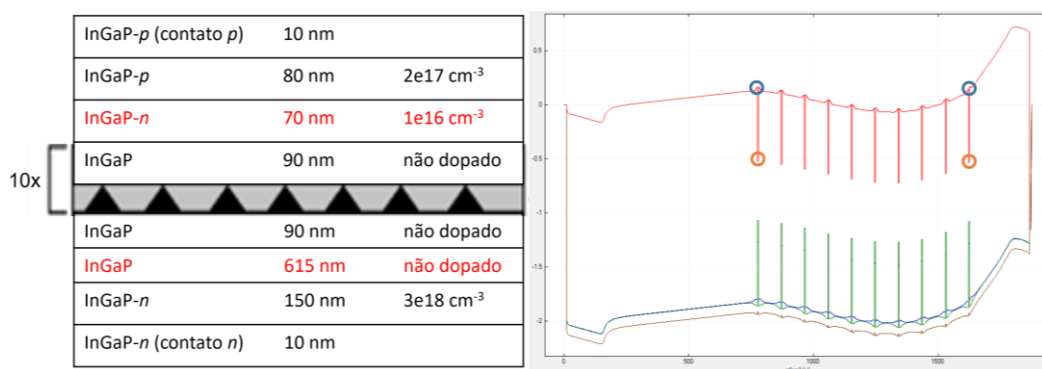 InGaP-p (contato p) 10 nm
InGaP-p 80 nm 2e17 cm-3
InGaP-n 70 nm 1e16 cm-3
InGaP 90 nm não dopado
10x
InGaP 90 nm não dopado
InGaP 615 nm não dopado
InGaP-n 150 nm 3e18 cm-3
InGaP-n (contato n) 10 nm
0.5
0
-0.5
-1
-1.5
-2
0 500 1000 1500